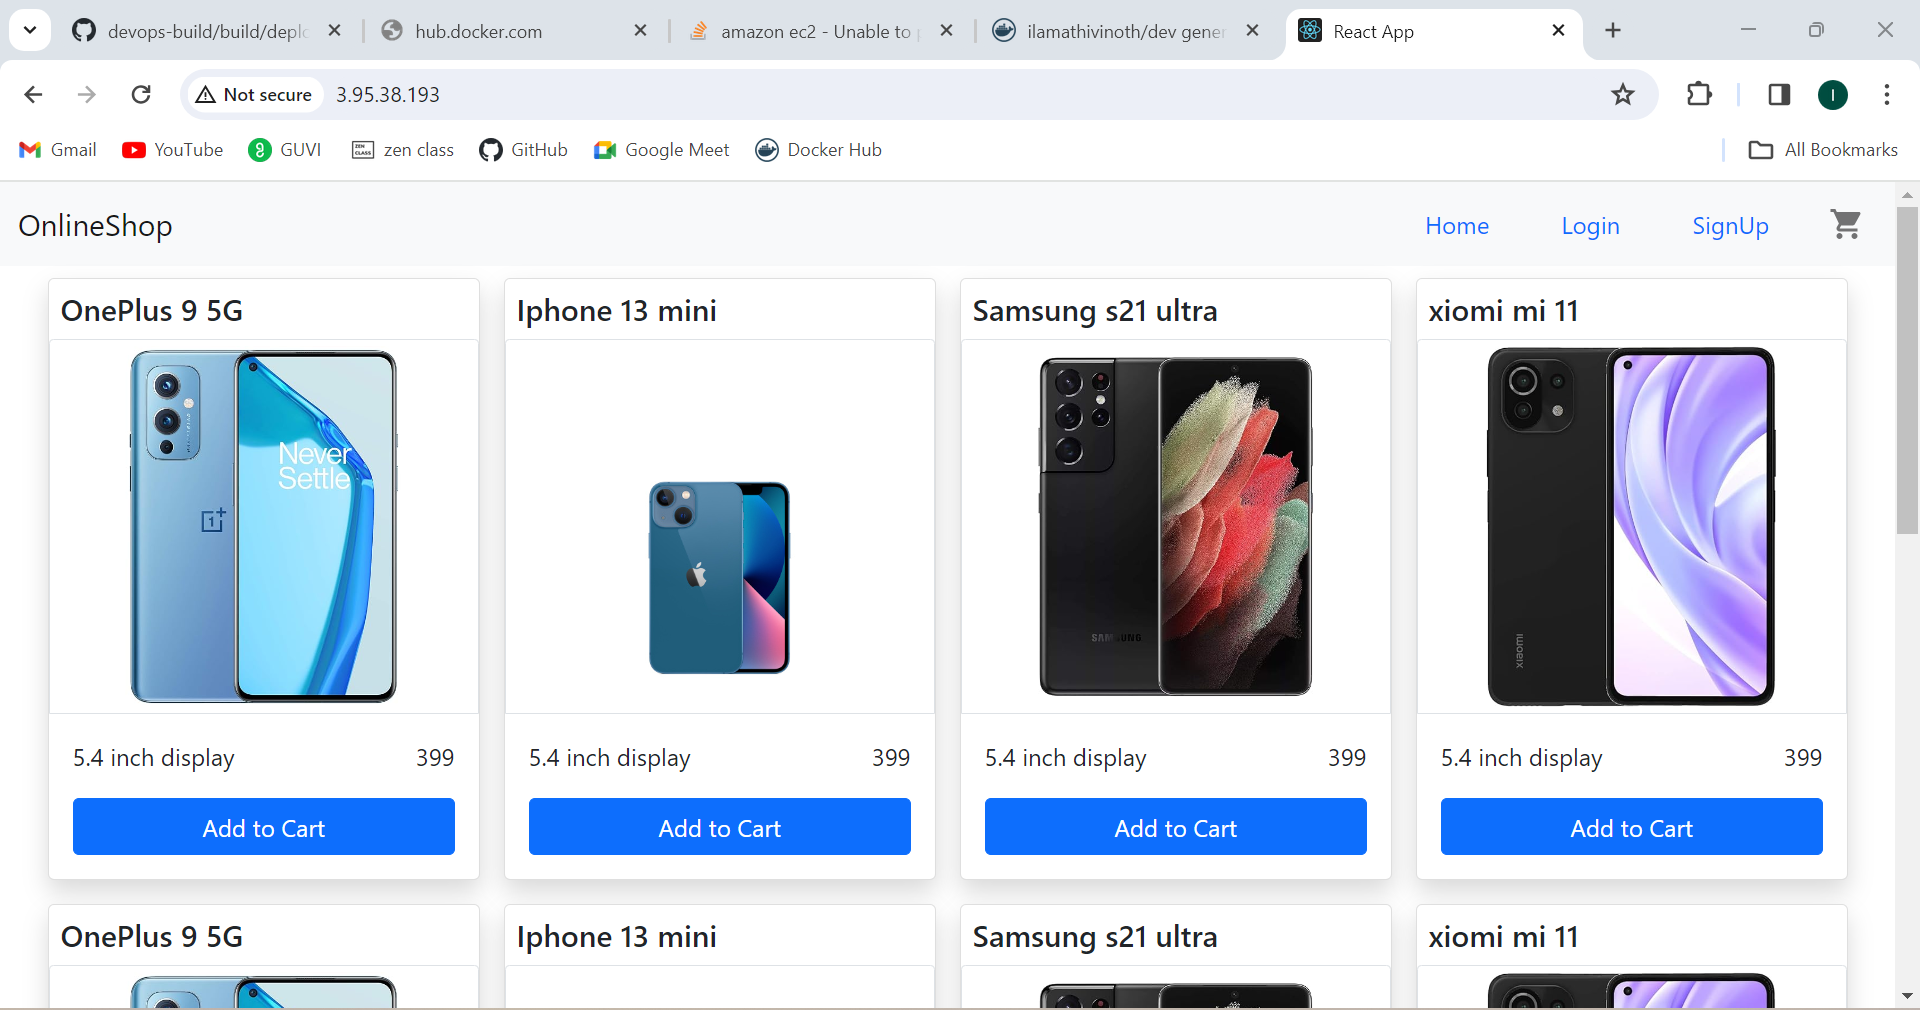 devops-build/build/deplo
hub.docker.com
amazon ec2 - Unable to p
ilamathivinoth/dev gener
React App
Not secure
3.95.38.193
I
Gmail
YouTube
GUVI
ZEN CLASS
zen class
GitHub
Google Meet
Docker Hub
All Bookmarks
OnlineShop
Home
Login
SignUp
OnePlus 9 5G
Iphone 13 mini
Samsung s21 ultra
xiomi mi 11
Never
Settle
SAMSUNG
xiaomi
5.4 inch display 399
5.4 inch display 399
5.4 inch display 399
5.4 inch display 399
Add to Cart
Add to Cart
Add to Cart
Add to Cart
OnePlus 9 5G
Iphone 13 mini
Samsung s21 ultra
xiomi mi 11